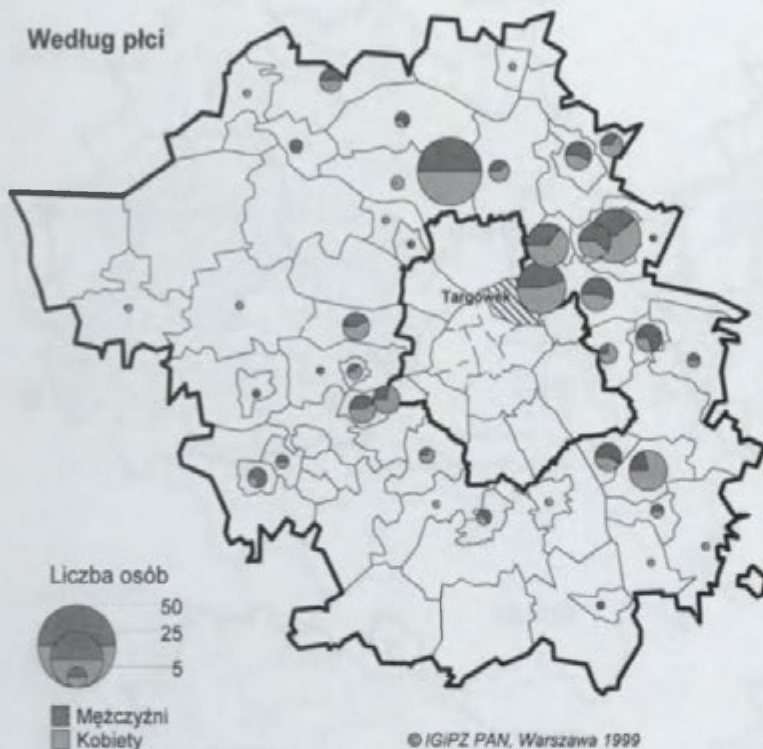 Według płci
Targówek
Liczba osób
50
25
5
Mężczyźni
Kobiety
© IGiPZ PAN, Warszawa 1999